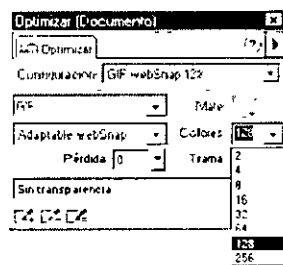 Optimizar (Documento)
Optimizar
Configuración: GIF webSnap 128
GIF Mate:
Adaptable webSnap Colores: 128
Pérdida: 0 Trama
2
4
8
16
32
64
128
256
Sin transparencia